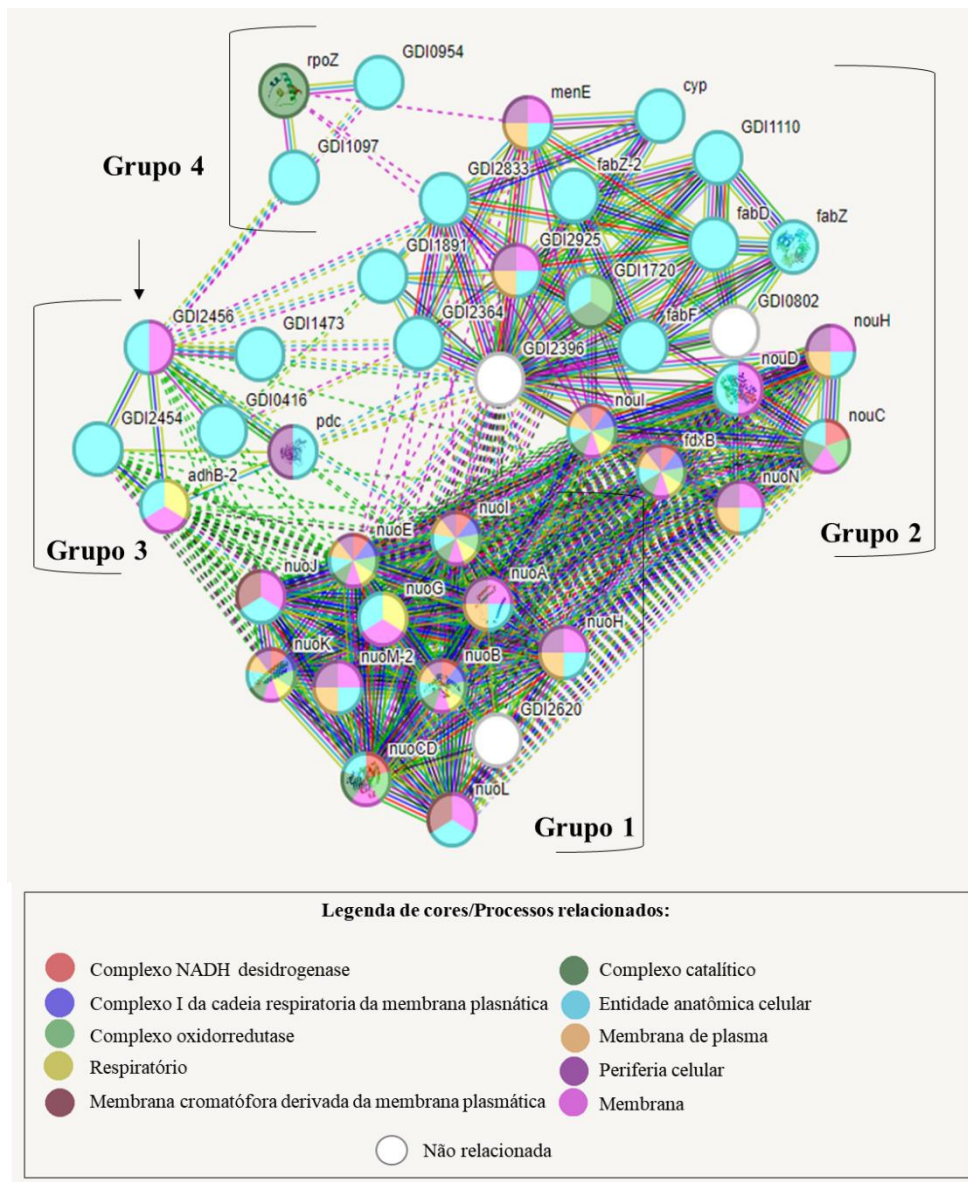 rpoZ
GDI0954
menE
cyp
GDI1110
GDI1097
Grupo 4
GDI2833
fabZ-2
fabD
fabZ
GDI1891
GDI2925
GDI1720
GDI0802
GDI2456
GDI1473
GDI2364
fabF
nouH
GDI2396
nouD
GDI2454
GDI0416
pdc
nouI
nouC
adhB-2
fdxB
nuoN
Grupo 3
Grupo 2
nuoE
nuoI
nuoJ
nuoG
nuoA
nuoK
nuoM-2
nuoB
nuoH
GDI2620
nuoCD
nuoL
Grupo 1
Legenda de cores/Processos relacionados:
Complexo NADH desidrogenase
Complexo catalítico
Complexo I da cadeia respiratoria da membrana plasnática
Entidade anatômica celular
Complexo oxidorredutase
Membrana de plasma
Respiratório
Periferia celular
Membrana cromatófora derivada da membrana plasmática
Membrana
Não relacionada